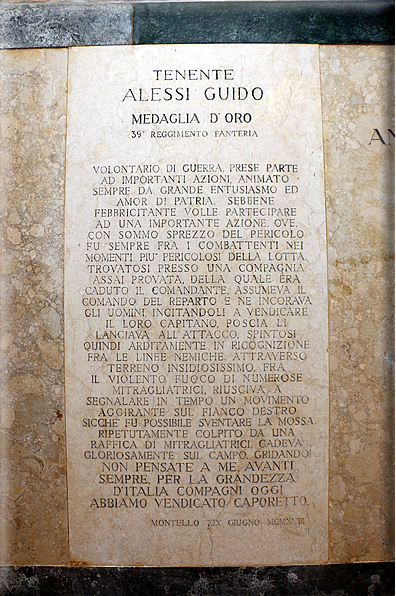 TENENTE
ALESSI GUIDO
MEDAGLIA D'ORO
39° REGGIMENTO FANTERIA
VOLONTARIO DI GUERRA, PRESE PARTE
AD IMPORTANTI AZIONI, ANIMATO
SEMPRE DA GRANDE ENTUSIASMO ED
AMOR DI PATRIA. SEBBENE
FEBBRICITANTE VOLLE PARTECIPARE
AD UNA IMPORTANTE AZIONE, OVE,
CON SOMMO SPREZZO DEL PERICOLO
FU SEMPRE FRA I COMBATTENTI NEI
MOMENTI PIU' PERICOLOSI DELLA LOTTA.
TROVATOSI PRESSO UNA COMPAGNIA
ASSAI PROVATA, DELLA QUALE ERA
CADUTO IL COMANDANTE, ASSUMEVA IL
COMANDO DEL REPARTO E NE INCORAVA
GLI UOMINI, INCITANDOLI A VENDICARE
IL LORO CAPITANO, POSCIA LI
LANCIAVA ALL'ATTACCO. SPINTOSI
QUINDI ARDITAMENTE IN RICOGNIZIONE
FRA LE LINEE NEMICHE, ATTRAVERSO
TERRENO INSIDIOSISSIMO, FRA
IL VIOLENTO FUOCO DI NUMEROSE
MITRAGLIATRICI, RIUSCIVA A
SEGNALARE IN TEMPO UN MOVIMENTO
AGGIRANTE SUL FIANCO DESTRO
SICCHE' FU POSSIBILE SVENTARE LA MOSSA.
RIPETUTAMENTE COLPITO DA UNA
RAFFICA DI MITRAGLIATRICI, CADEVA
GLORIOSAMENTE SUL CAMPO, GRIDANDO:
NON PENSATE A ME, AVANTI
SEMPRE, PER LA GRANDEZZA
D'ITALIA COMPAGNI OGGI
ABBIAMO VENDICATO CAPORETTO.
MONTELLO XIX GIUGNO MCMXVIII
AN